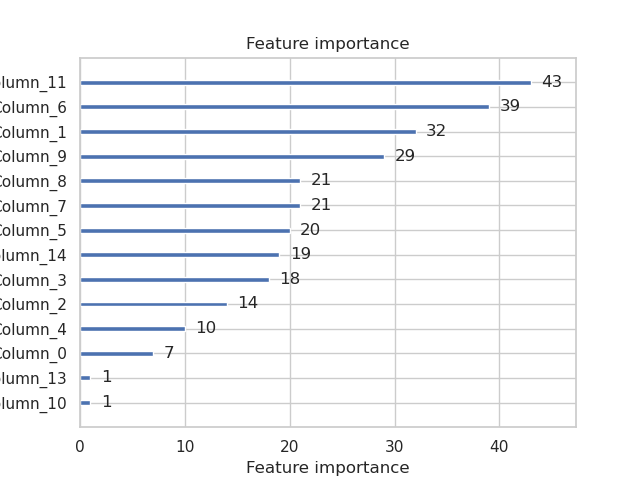 Feature importance
olumn_11 43
Column_6 39
Column_1 32
Column_9 29
Column_8 21
Column_7 21
Column_5 20
olumn_14 19
Column_3 18
Column_2 14
Column_4 10
Column_0 7
olumn_13 1
olumn_10 1
0 10 20 30 40
Feature importance